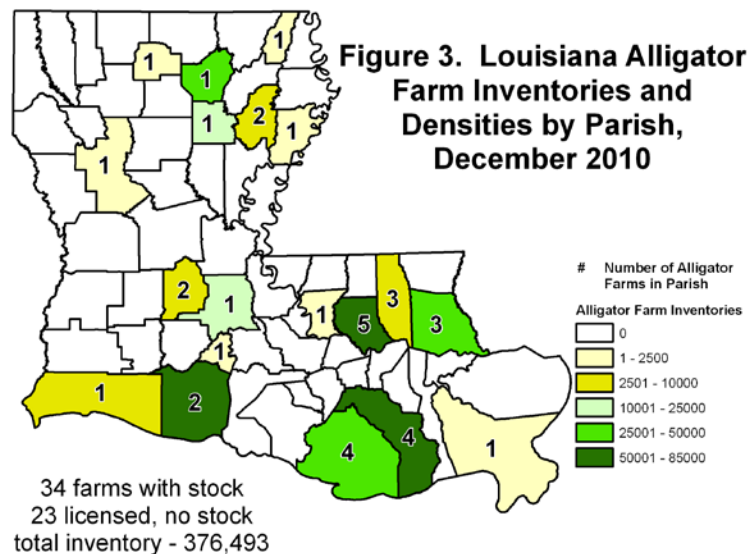 Figure 3. Louisiana Alligator
Farm Inventories and
Densities by Parish,
December 2010
1
1
1
1
2
1
1
2
1
1
5
3
3
1
1
2
4
4
1
# Number of Alligator
Farms in Parish
Alligator Farm Inventories
0
1 - 2500
2501 - 10000
10001 - 25000
25001 - 50000
50001 - 85000
34 farms with stock
23 licensed, no stock
total inventory - 376,493